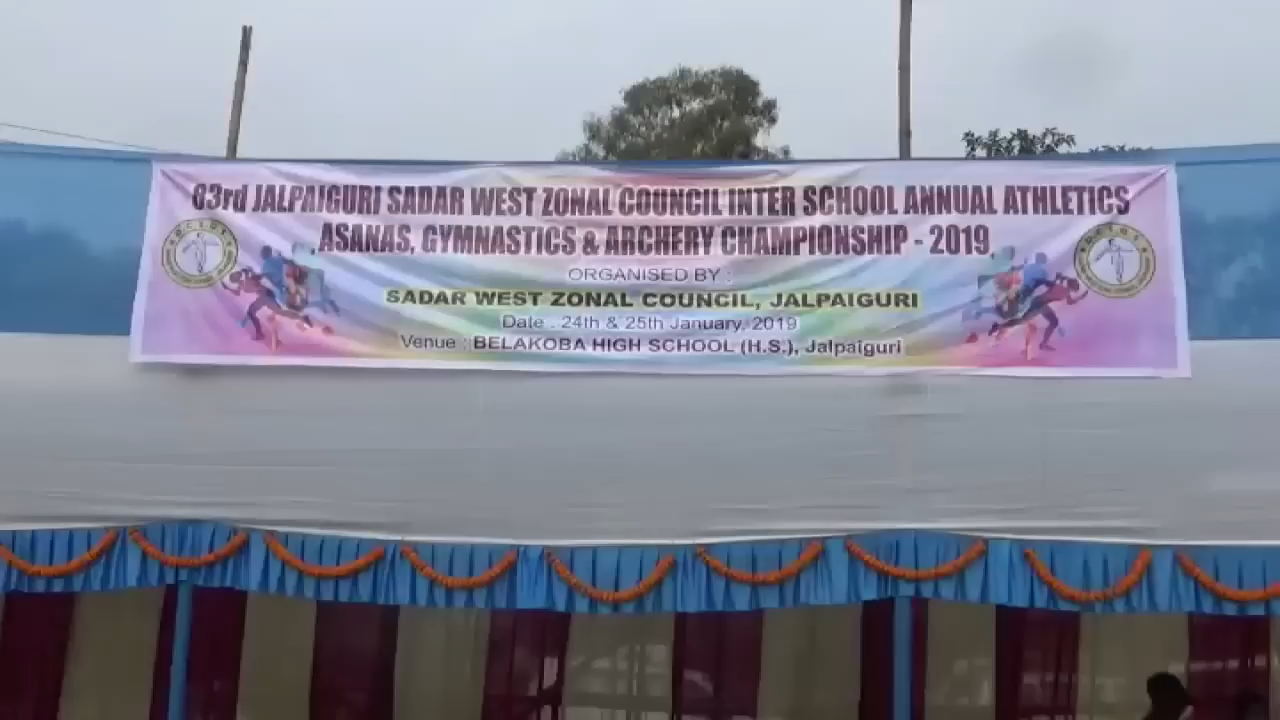 63rd JALPAIGURI SADAR WEST ZONAL COUNCIL INTER SCHOOL ANNUAL ATHLETICS
ASANAS, GYMNASTICS & ARCHERY CHAMPIONSHIP - 2019
ORGANISED BY :
SADAR WEST ZONAL COUNCIL, JALPAIGURI
Date : 24th & 25th January, 2019
Venue : BELAKOBA HIGH SCHOOL (H.S.), Jalpaiguri